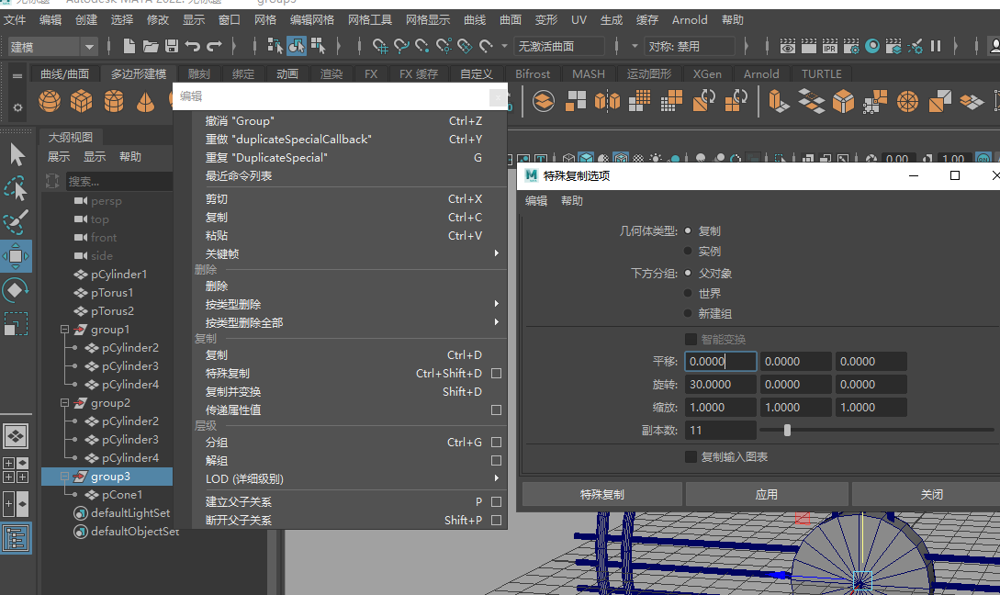 文件 编辑 创建 选择 修改 显示 窗口 网格 编辑网格 网格工具 网格显示 曲线 曲面 变形 UV 生成 缓存 Arnold 帮助
建模 无激活曲面 对称: 禁用
曲线/曲面 多边形建模 雕刻 绑定 动画 渲染 FX FX 缓存 自定义 Bifrost MASH 运动图形 XGen Arnold TURTLE
IPR
大纲视图
展示 显示 帮助
搜索...
persp
top
front
side
pCylinder1
pTorus1
pTorus2
group1
pCylinder2
pCylinder3
pCylinder4
group2
pCylinder2
pCylinder3
pCylinder4
group3
pCone1
defaultLightSet
defaultObjectSet
编辑
撤消 "Group" Ctrl+Z
重做 "duplicateSpecialCallback" Ctrl+Y
重复 "DuplicateSpecial" G
最近命令列表
剪切 Ctrl+X
复制 Ctrl+C
粘贴 Ctrl+V
关键帧
删除
删除
按类型删除
按类型删除全部
复制
复制 Ctrl+D
特殊复制 Ctrl+Shift+D
复制并变换 Shift+D
传递属性值
层级
分组 Ctrl+G
解组
LOD (详细级别)
建立父子关系 P
断开父子关系 Shift+P
0.00 1.00
特殊复制选项
编辑 帮助
几何体类型: 复制
实例
下方分组: 父对象
世界
新建组
智能变换
平移: 0.0000 0.0000 0.0000
旋转: 30.0000 0.0000 0.0000
缩放: 1.0000 1.0000 1.0000
副本数: 11
复制输入图表
特殊复制 应用 关闭